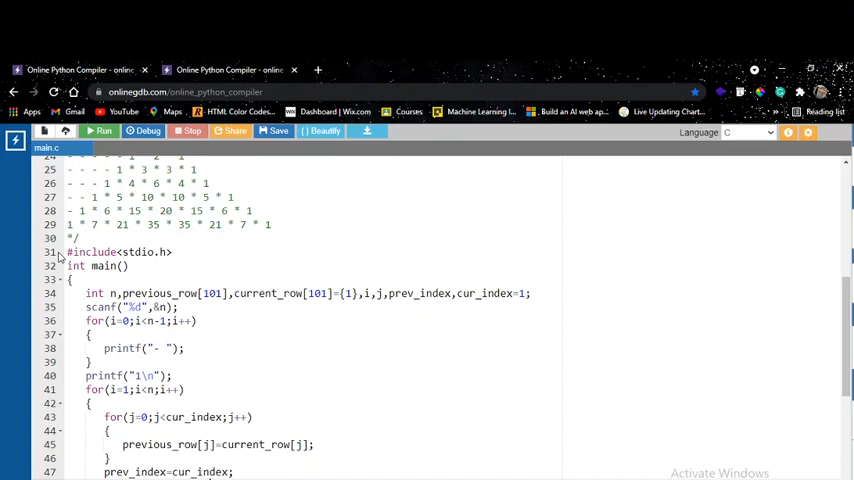 Online Python Compiler - online
Online Python Compiler - online
onlinegdb.com/online_python_compiler
Apps Gmail YouTube Maps - HTML Color Codes... Dashboard | Wix.com Courses Machine Learning I... Build an AI web ap... Live Updating Chart... Reading list
Run Debug Stop Share Save { } Beautify Language C
main.c
24 - - - - - 1 * 2 * 1
25 - - - - 1 * 3 * 3 * 1
26 - - - 1 * 4 * 6 * 4 * 1
27 - - 1 * 5 * 10 * 10 * 5 * 1
28 - 1 * 6 * 15 * 20 * 15 * 6 * 1
29 1 * 7 * 21 * 35 * 35 * 21 * 7 * 1
30 */
31 #include<stdio.h>
32 int main()
33 {
34 int n,previous_row[101],current_row[101]={1},i,j,prev_index,cur_index=1;
35 scanf("%d",&n);
36 for(i=0;i<n-1;i++)
37 {
38 printf("- ");
39 }
40 printf("1\n");
41 for(i=1;i<n;i++)
42 {
43 for(j=0;j<cur_index;j++)
44 {
45 previous_row[j]=current_row[j];
46 }
47 prev_index=cur_index;
Activate Windows